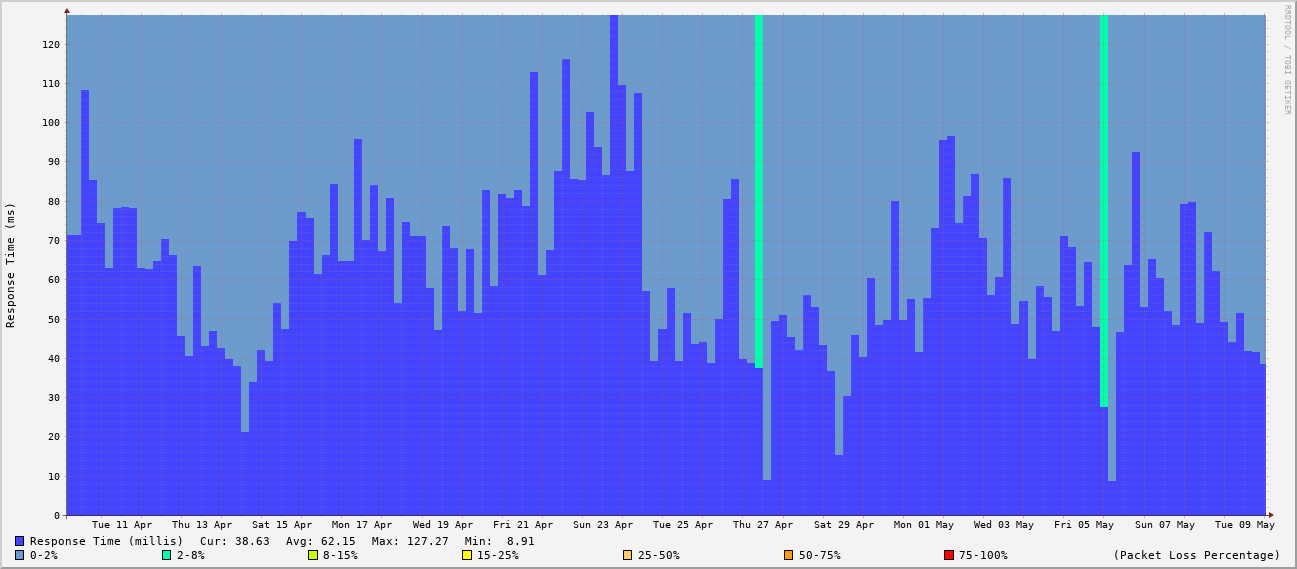 RRDTOOL / TOBI OETIKER
Response Time (ms)
120
110
100
90
80
70
60
50
40
30
20
10
0
Tue 11 Apr Thu 13 Apr Sat 15 Apr Mon 17 Apr Wed 19 Apr Fri 21 Apr Sun 23 Apr Tue 25 Apr Thu 27 Apr Sat 29 Apr Mon 01 May Wed 03 May Fri 05 May Sun 07 May Tue 09 May
Response Time (millis) Cur: 38.63 Avg: 62.15 Max: 127.27 Min: 8.91
0-2% 2-8% 8-15% 15-25% 25-50% 50-75% 75-100% (Packet Loss Percentage)